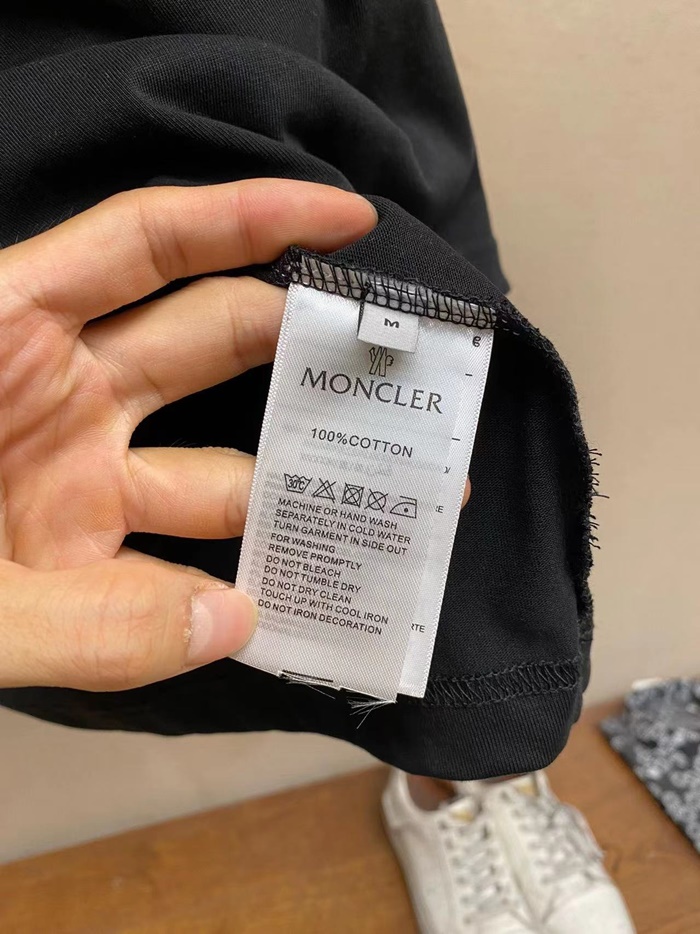 M
MONCLER
100%COTTON
30°C
MACHINE OR HAND WASH
SEPARATELY IN COLD WATER
TURN GARMENT IN SIDE OUT
FOR WASHING
REMOVE PROMPTLY
DO NOT BLEACH
DO NOT TUMBLE DRY
DO NOT DRY CLEAN
TOUCH UP WITH COOL IRON
DO NOT IRON DECORATION
RTE